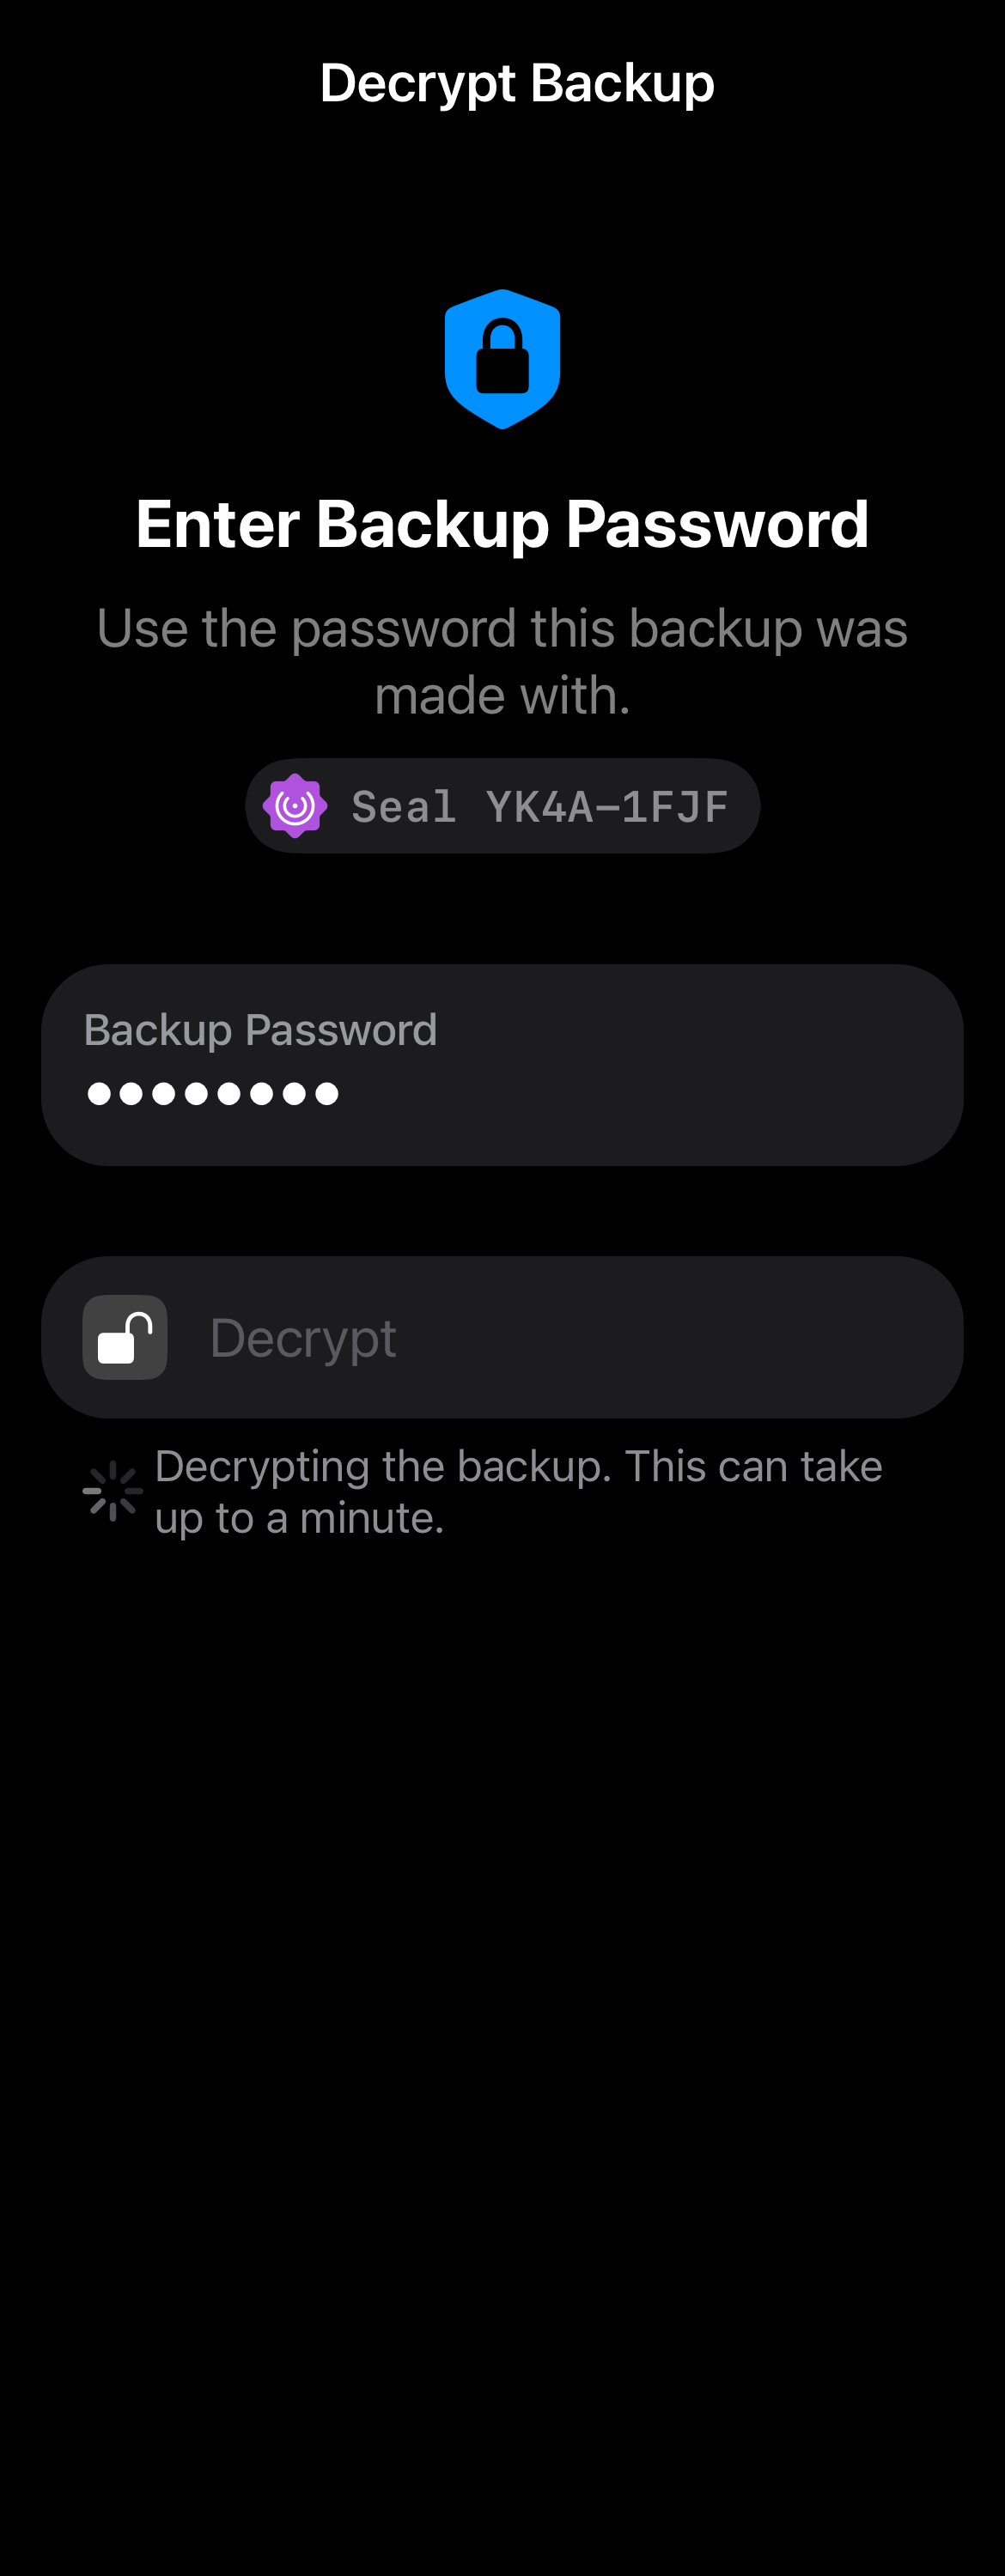 Decrypt Backup
Enter Backup Password
Use the password this backup was
made with.
Seal YK4A–1FJF
Backup Password
Decrypt
Decrypting the backup. This can take
up to a minute.